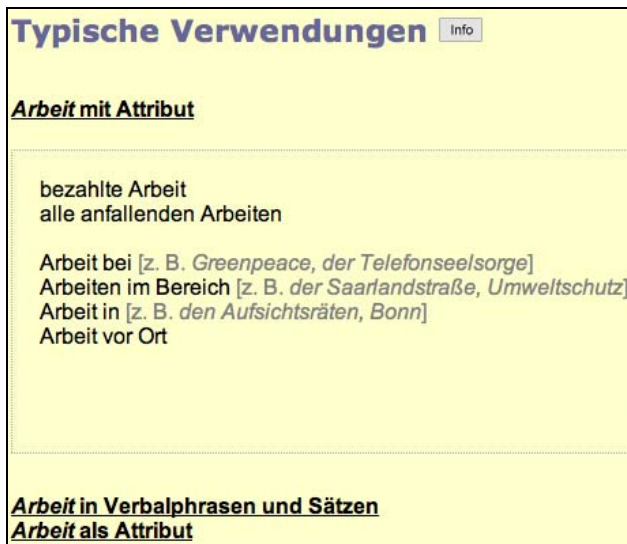 Typische Verwendungen Info
Arbeit mit Attribut
bezahlte Arbeit
alle anfallenden Arbeiten
Arbeit bei [z. B. Greenpeace, der Telefonseelsorge]
Arbeiten im Bereich [z. B. der Saarlandstraße, Umweltschutz]
Arbeit in [z. B. den Aufsichtsräten, Bonn]
Arbeit vor Ort
Arbeit in Verbalphrasen und Sätzen
Arbeit als Attribut